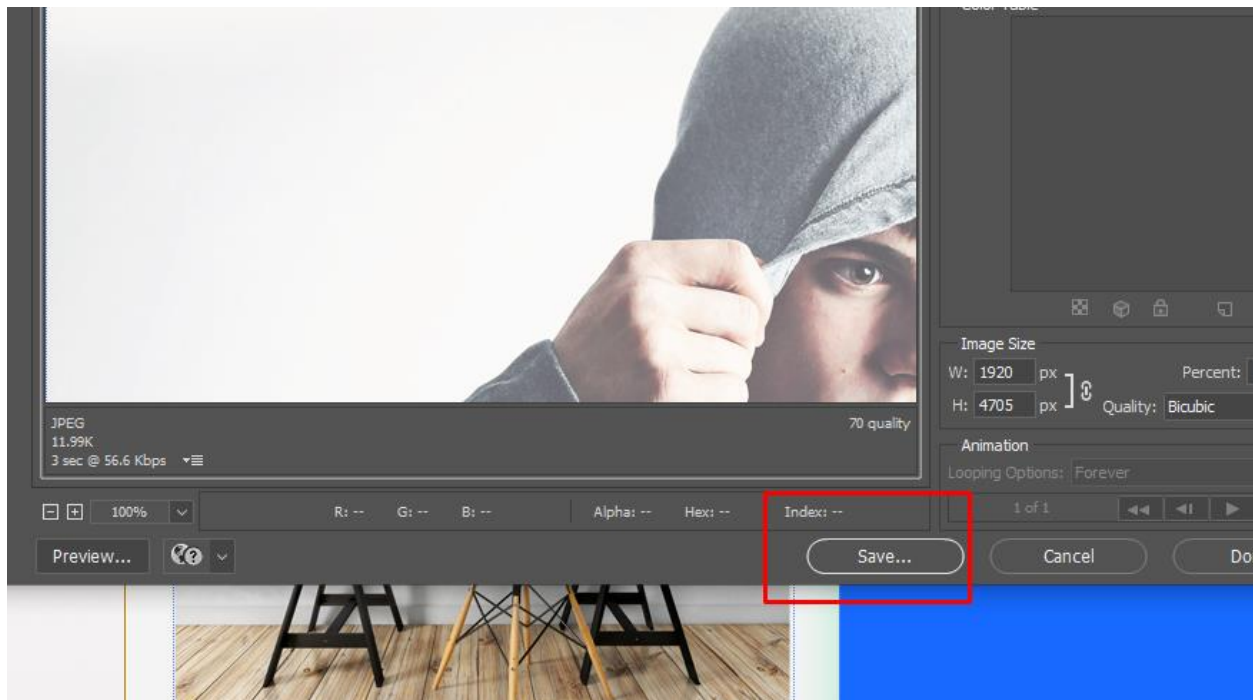 Color Table
Image Size
W: 1920 px
Percent:
H: 4705 px
Quality: Bicubic
JPEG
70 quality
11.99K
3 sec @ 56.6 Kbps
Animation
Looping Options: Forever
1 of 1
100%
R: -- G: -- B: -- Alpha: -- Hex: -- Index: --
Preview...
Save...
Cancel
Do